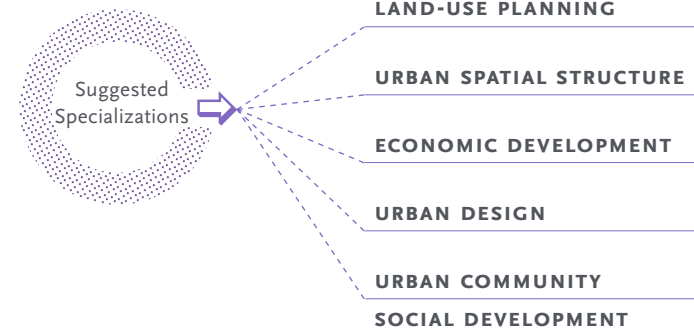 Suggested
Specializations
LAND-USE PLANNING
URBAN SPATIAL STRUCTURE
ECONOMIC DEVELOPMENT
URBAN DESIGN
URBAN COMMUNITY
SOCIAL DEVELOPMENT